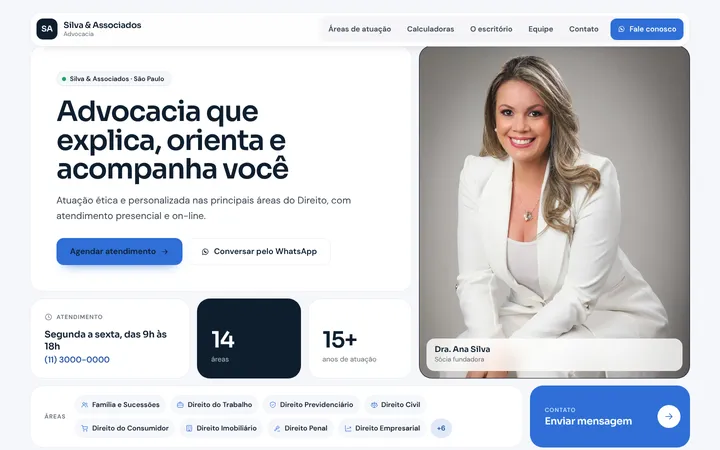 SA
Silva & Associados
Advocacia
Áreas de atuação
Calculadoras
O escritório
Equipe
Contato
Fale conosco
Silva & Associados · São Paulo
Advocacia que
explica, orienta e
acompanha você
Atuação ética e personalizada nas principais áreas do Direito, com
atendimento presencial e on-line.
Agendar atendimento →
Conversar pelo WhatsApp
ATENDIMENTO
Segunda a sexta, das 9h às
18h
(11) 3000-0000
14
áreas
15+
anos de atuação
Dra. Ana Silva
Sócia fundadora
ÁREAS
Família e Sucessões
Direito do Trabalho
Direito Previdenciário
Direito Civil
Direito do Consumidor
Direito Imobiliário
Direito Penal
Direito Empresarial
+6
CONTATO
Enviar mensagem